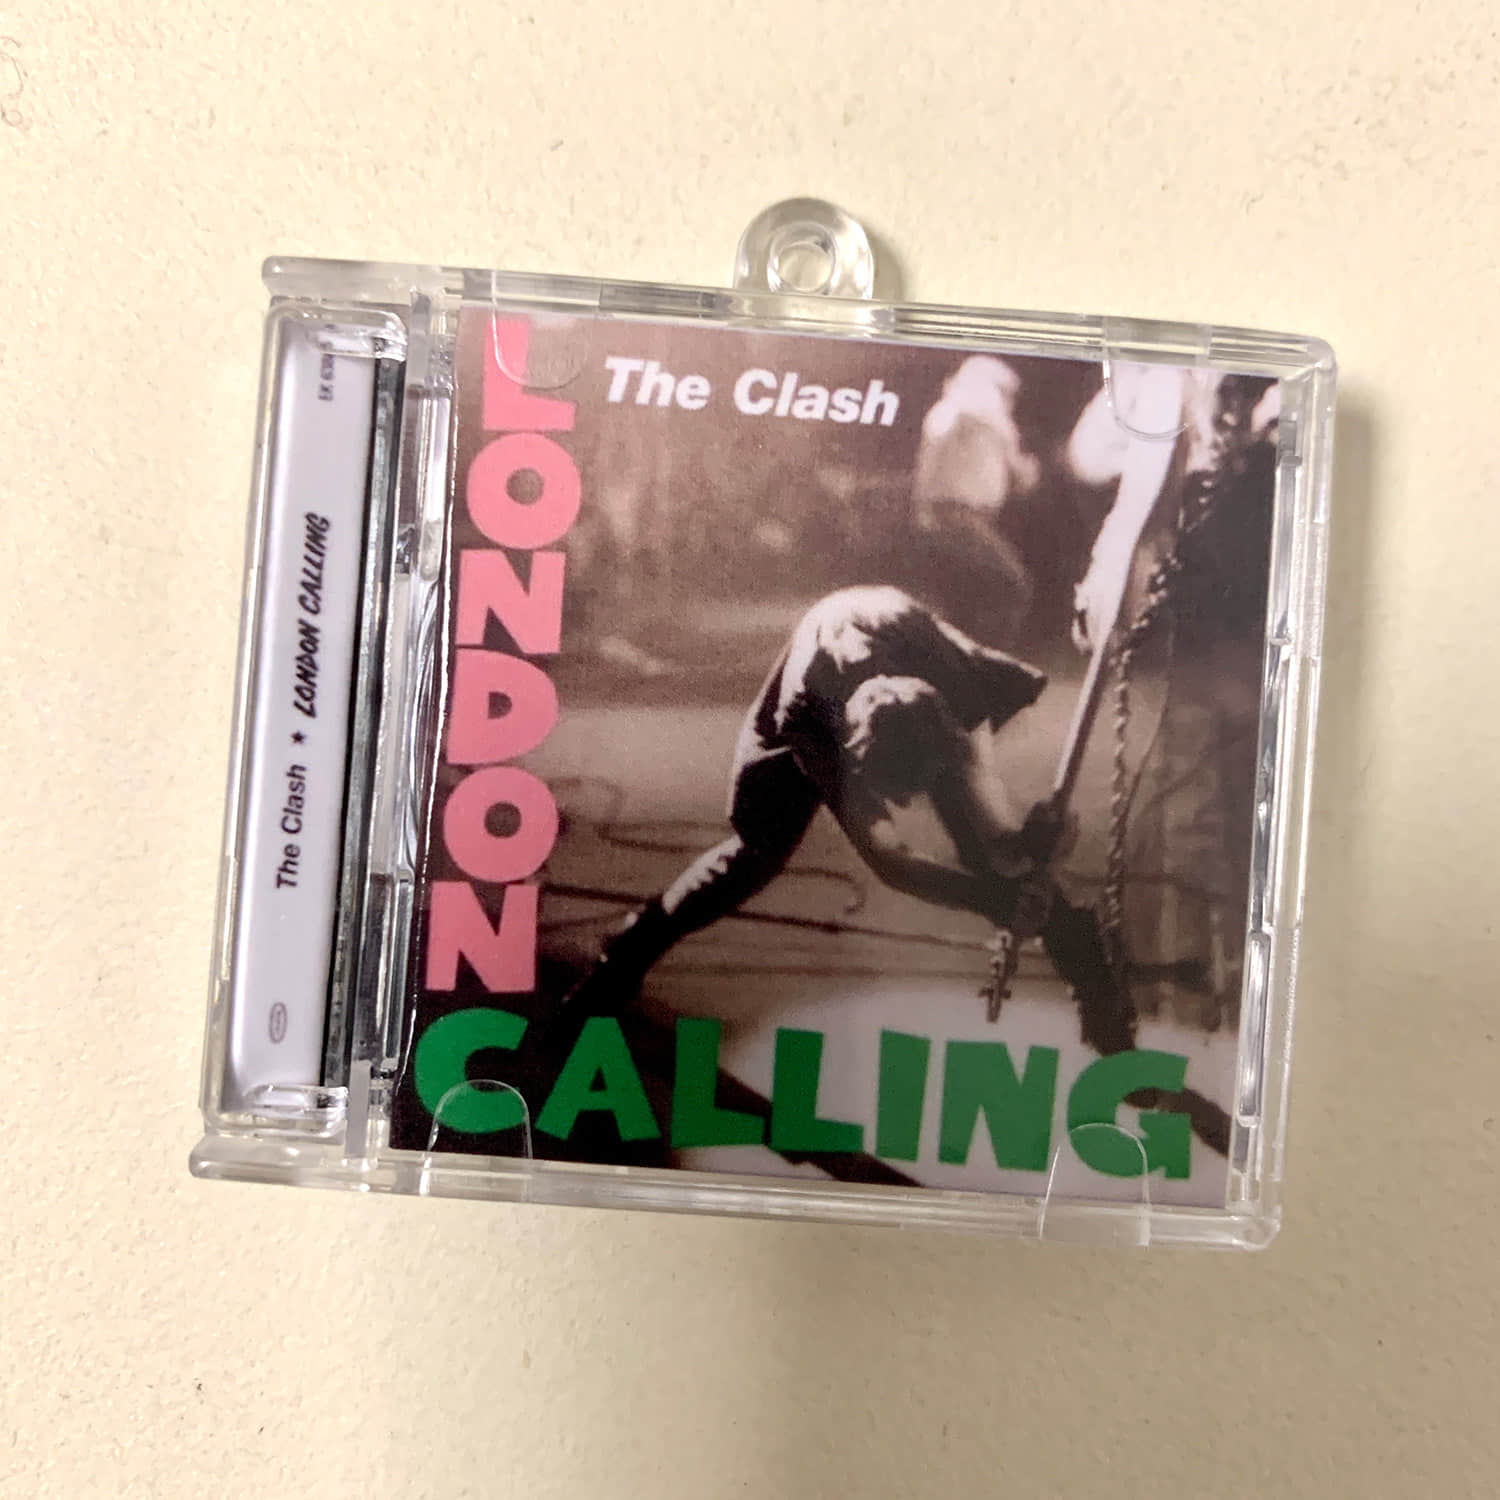 The Clash ★ LONDON CALLING
The Clash
LONDON
CALLING